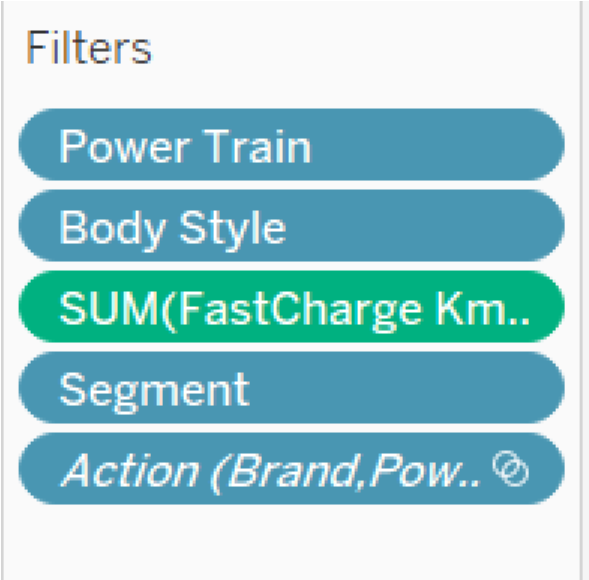 Filters
Power Train
Body Style
SUM(FastCharge Km..
Segment
Action (Brand,Pow..